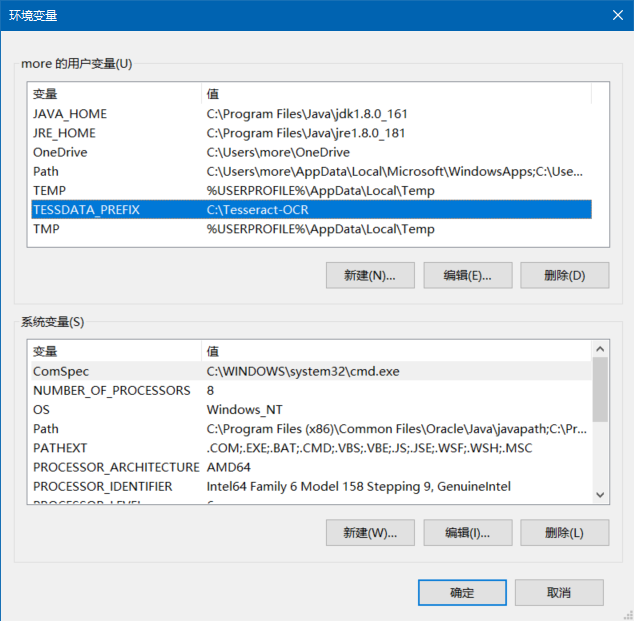 环境变量
more 的用户变量(U)
变量 值
JAVA_HOME C:\Program Files\Java\jdk1.8.0_161
JRE_HOME C:\Program Files\Java\jre1.8.0_181
OneDrive C:\Users\more\OneDrive
Path C:\Users\more\AppData\Local\Microsoft\WindowsApps;C:\Use...
TEMP %USERPROFILE%\AppData\Local\Temp
TESSDATA_PREFIX C:\Tesseract-OCR
TMP %USERPROFILE%\AppData\Local\Temp
新建(N)... 编辑(E)... 删除(D)
系统变量(S)
变量 值
ComSpec C:\WINDOWS\system32\cmd.exe
NUMBER_OF_PROCESSORS 8
OS Windows_NT
Path C:\Program Files (x86)\Common Files\Oracle\Java\javapath;C:\Pr...
PATHEXT .COM;.EXE;.BAT;.CMD;.VBS;.VBE;.JS;.JSE;.WSF;.WSH;.MSC
PROCESSOR_ARCHITECTURE AMD64
PROCESSOR_IDENTIFIER Intel64 Family 6 Model 158 Stepping 9, GenuineIntel
新建(W)... 编辑(I)... 删除(L)
确定 取消